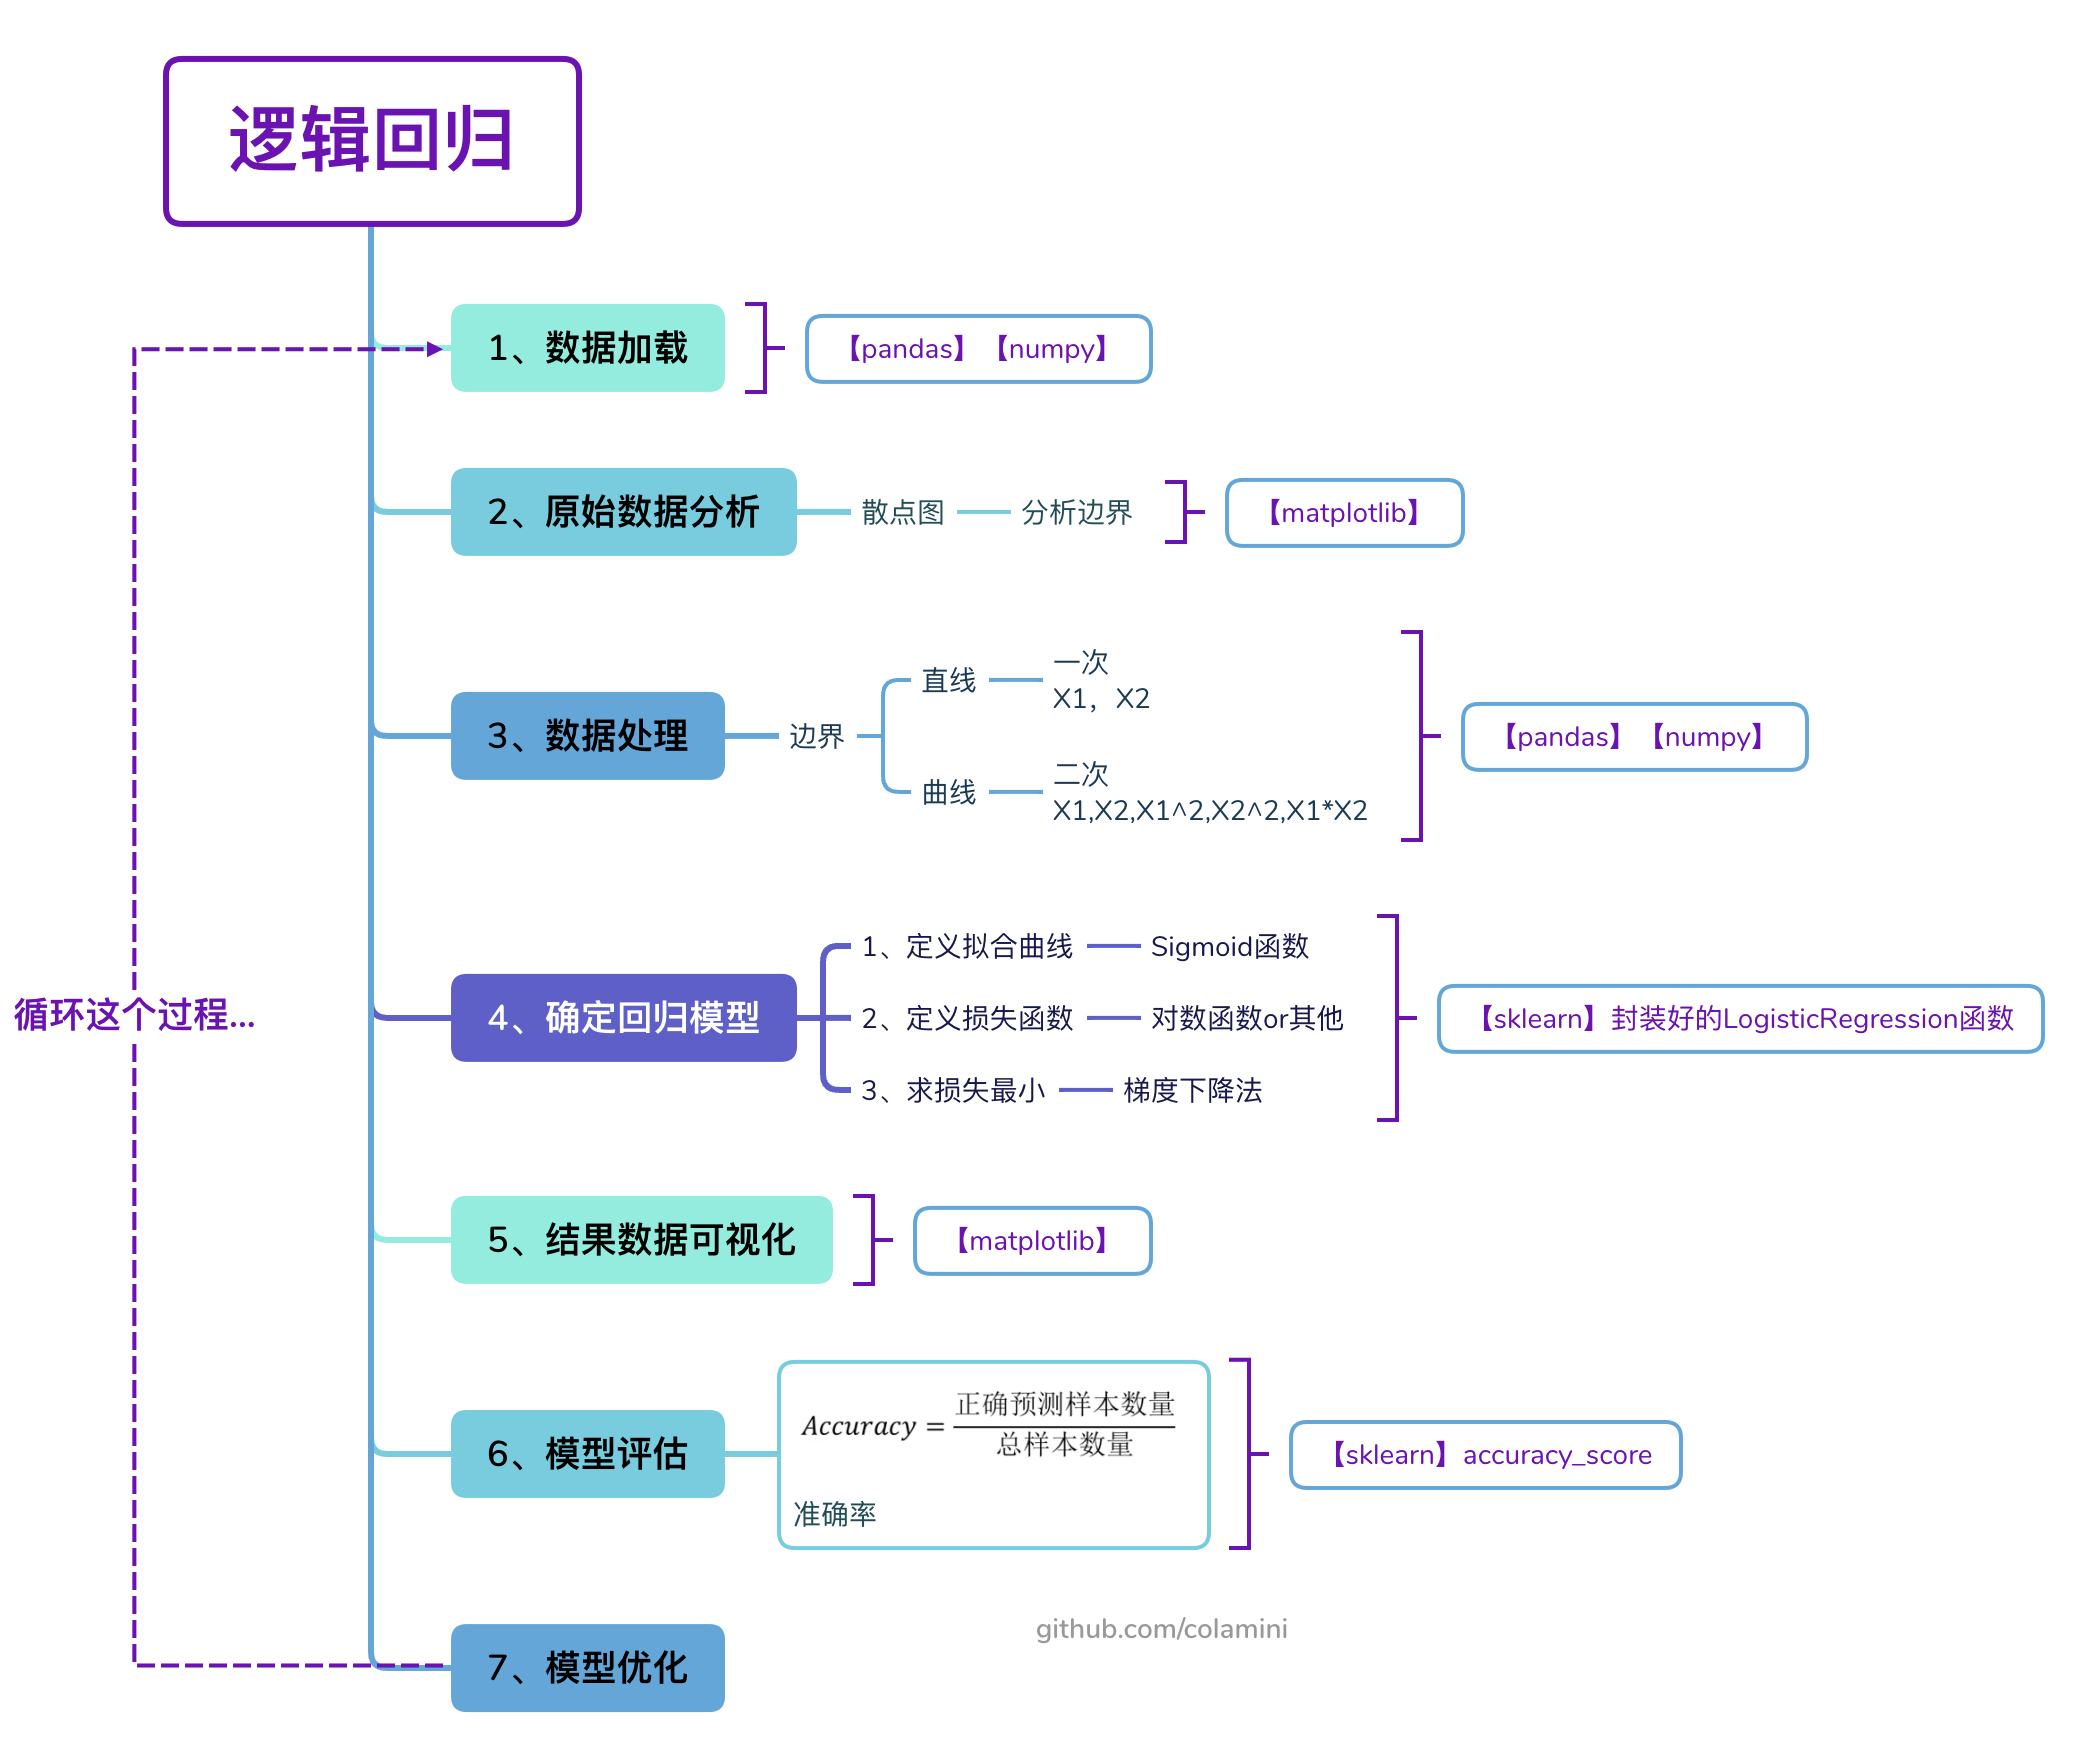 逻辑回归
1、数据加载
【pandas】【numpy】
2、原始数据分析
散点图
分析边界
【matplotlib】
3、数据处理
边界
直线
一次
X1，X2
曲线
二次
X1,X2,X1^2,X2^2,X1*X2
【pandas】【numpy】
循环这个过程...
4、确定回归模型
1、定义拟合曲线
Sigmoid函数
2、定义损失函数
对数函数or其他
3、求损失最小
梯度下降法
【sklearn】封装好的LogisticRegression函数
5、结果数据可视化
【matplotlib】
6、模型评估
Accuracy = 正确预测样本数量
总样本数量
准确率
【sklearn】accuracy_score
github.com/colamini
7、模型优化